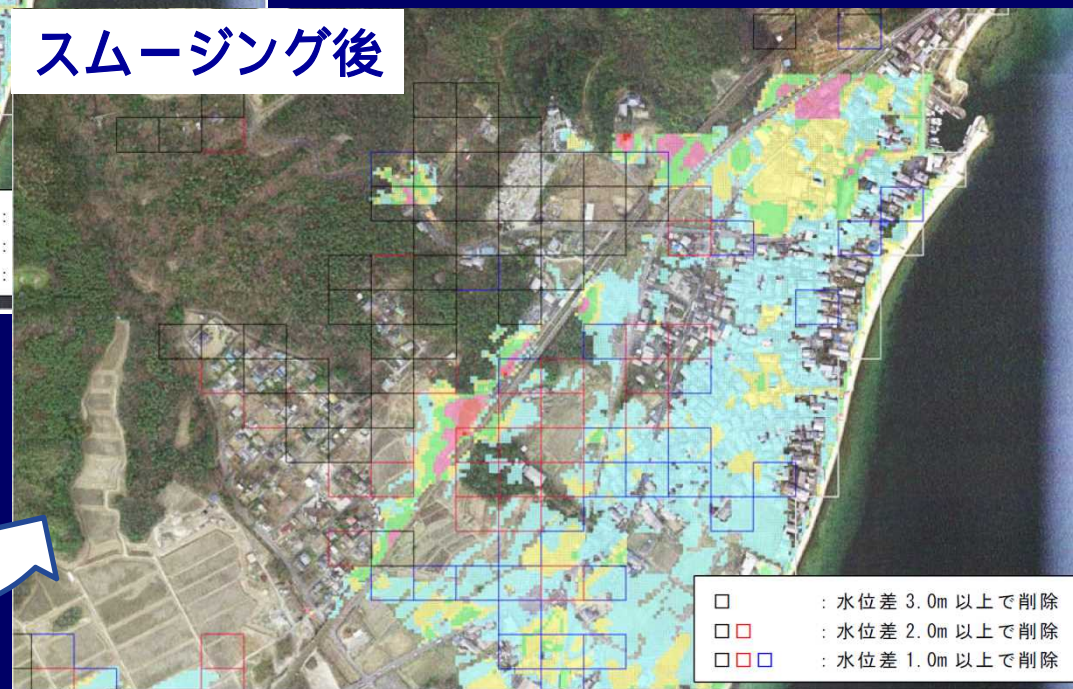 スムージング後
:
:
:
□ : 水位差 3.0m 以上で削除
□□ : 水位差 2.0m 以上で削除
□□□ : 水位差 1.0m 以上で削除